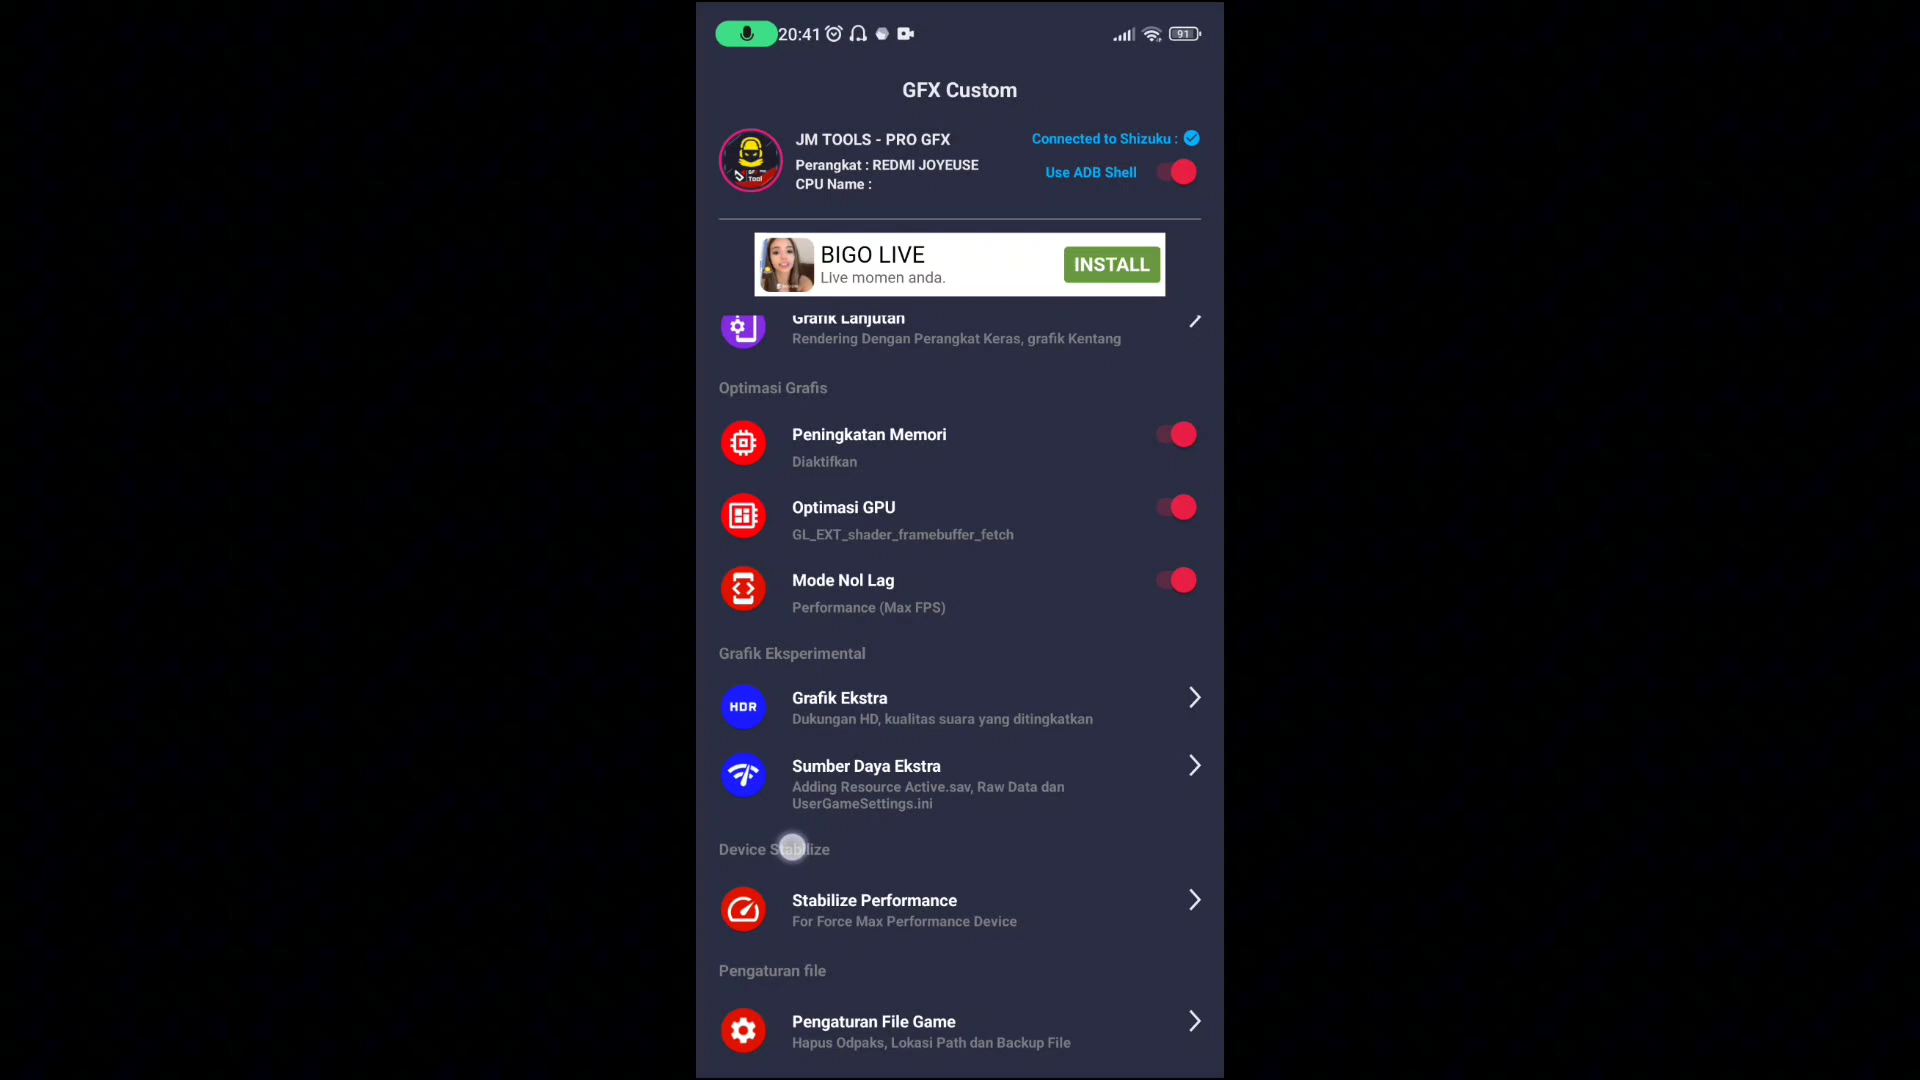 20:41
91
GFX Custom
JM TOOLS - PRO GFX
Connected to Shizuku :
Perangkat : REDMI JOYEUSE
Use ADB Shell
CPU Name :
BIGO LIVE
Live momen anda.
INSTALL
Grafik Lanjutan
Rendering Dengan Perangkat Keras, grafik Kentang
Optimasi Grafis
Peningkatan Memori
Diaktifkan
Optimasi GPU
GL_EXT_shader_framebuffer_fetch
Mode Nol Lag
Performance (Max FPS)
Grafik Eksperimental
HDR
Grafik Ekstra
Dukungan HD, kualitas suara yang ditingkatkan
Sumber Daya Ekstra
Adding Resource Active.sav, Raw Data dan
UserGameSettings.ini
Device Stabilize
Stabilize Performance
For Force Max Performance Device
Pengaturan file
Pengaturan File Game
Hapus Odpaks, Lokasi Path dan Backup File